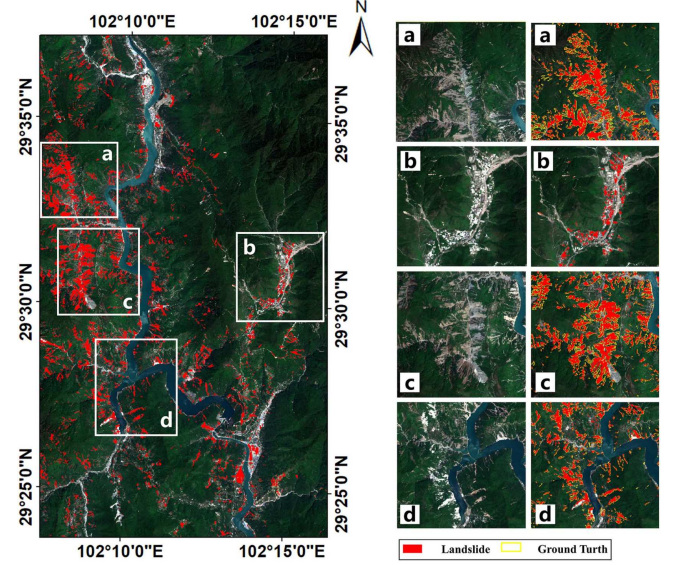 102°10'0"E 102°15'0"E
N
29°35'0"N
29°30'0"N
29°25'0"N
a
b
c
d
29°35'0"N
29°30'0"N
29°25'0"N
102°10'0"E 102°15'0"E
a a
b b
c c
d d
Landslide Ground Turth